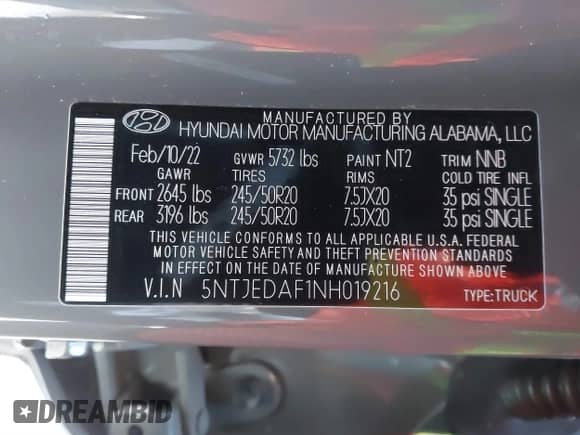 MANUFACTURED BY
HYUNDAI MOTOR MANUFACTURING ALABAMA, LLC
Feb/10/22 GVWR 5732 lbs PAINT NT2 TRIM NNB
GAWR TIRES RIMS COLD TIRE INFL
FRONT 2645 lbs 245/50R20 7.5JX20 35 psi SINGLE
REAR 3196 lbs 245/50R20 7.5JX20 35 psi SINGLE
THIS VEHICLE CONFORMS TO ALL APPLICABLE U.S.A. FEDERAL
MOTOR VEHICLE SAFETY AND THEFT PREVENTION STANDARDS
IN EFFECT ON THE DATE OF MANUFACTURE SHOWN ABOVE.
V.I.N 5NTJEDAF1NH019216 TYPE:TRUCK
DREAMBID